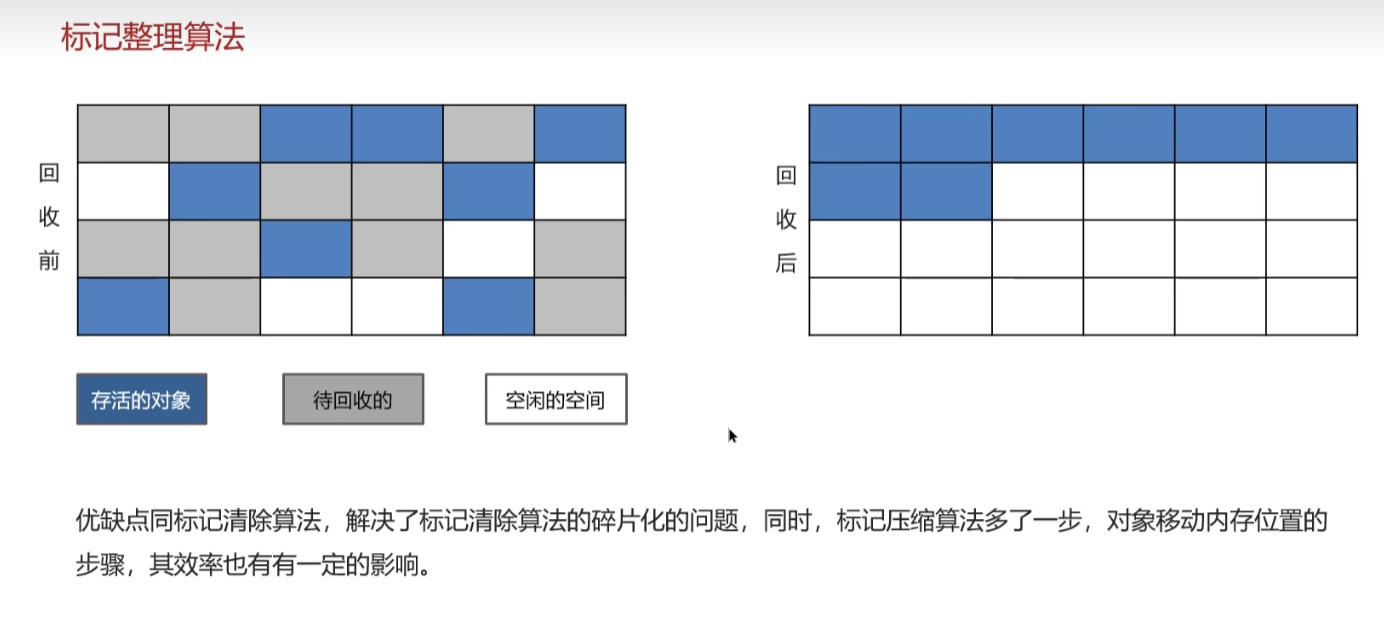 标记整理算法
回收前
回收后
存活的对象
待回收的
空闲的空间
优缺点同标记清除算法，解决了标记清除算法的碎片化的问题，同时，标记压缩算法多了一步，对象移动内存位置的
步骤，其效率也有有一定的影响。